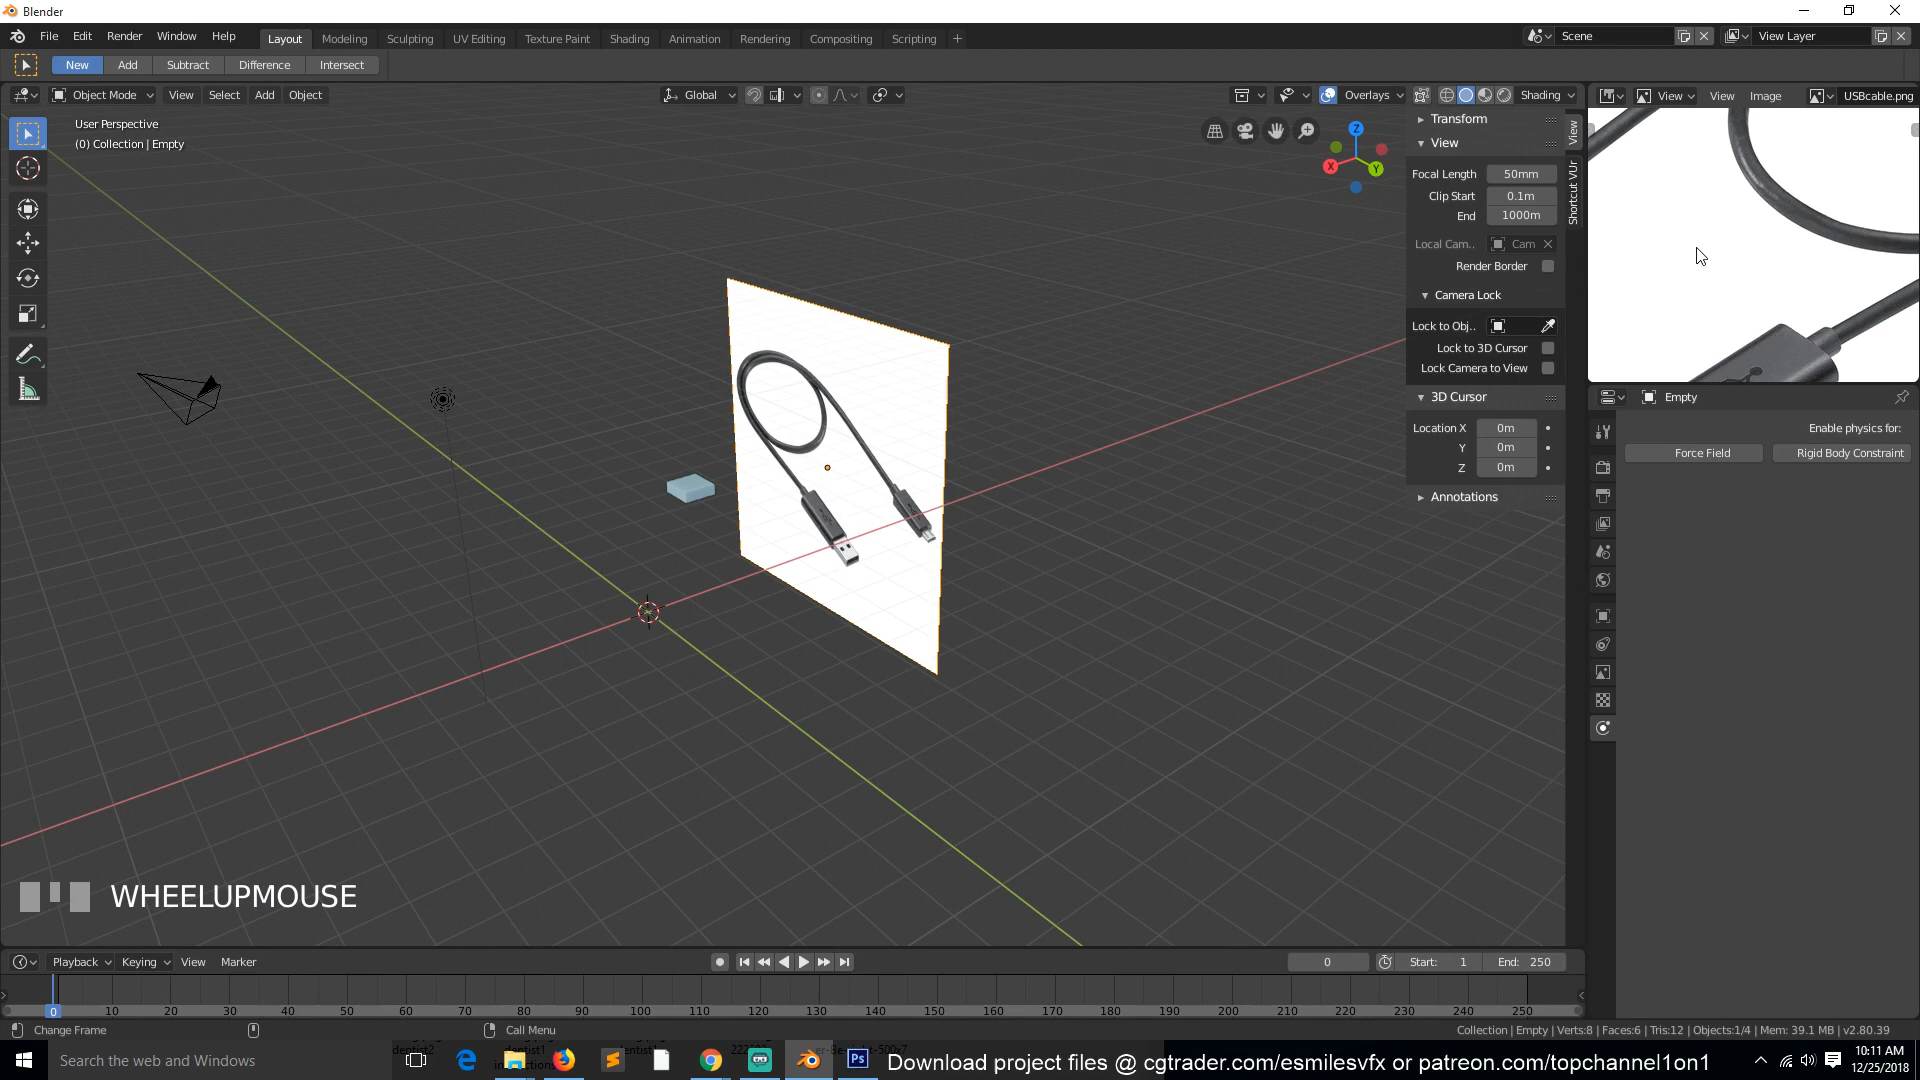 Blender
File Edit Render Window Help Layout Modeling Sculpting UV Editing Texture Paint Shading Animation Rendering Compositing Scripting + Scene View Layer
New Add Subtract Difference Intersect
Object Mode View Select Add Object Global Overlays Shading View View Image USBcable.png
User Perspective
(0) Collection | Empty
Z
X
Y
Transform
View
Focal Length 50mm
Clip Start 0.1m
End 1000m
Local Cam.. Cam
Render Border
Camera Lock
Lock to Obj..
Lock to 3D Cursor
Lock Camera to View
3D Cursor
Location X 0m
Y 0m
Z 0m
Annotations
View
Shortcut VUr
Empty
Enable physics for:
Force Field Rigid Body Constraint
WHEELUPMOUSE
Playback Keying View Marker 0 Start: 1 End: 250
0 10 20 30 40 50 60 70 80 90 100 110 120 130 140 150 160 170 180 190 200 210 220 230 240 250
Change Frame Call Menu Collection | Empty | Verts:8 | Faces:6 | Tris:12 | Objects:1/4 | Mem: 39.1 MB | v2.80.39
Search the web and Windows
Ps
Download project files @ cgtrader.com/esmilesvfx or patreon.com/topchannel1on1
10:11 AM
12/25/2018